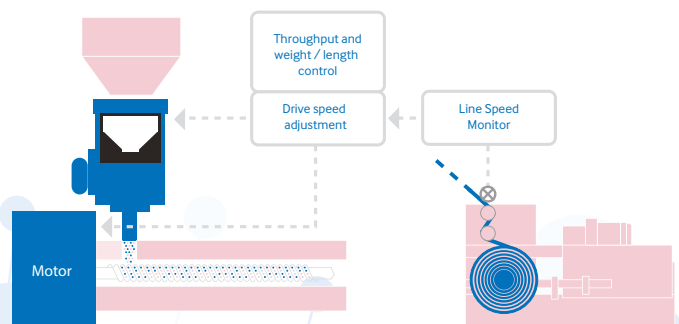 Throughput and
weight / length
control
Drive speed
adjustment
Line Speed
Monitor
Motor